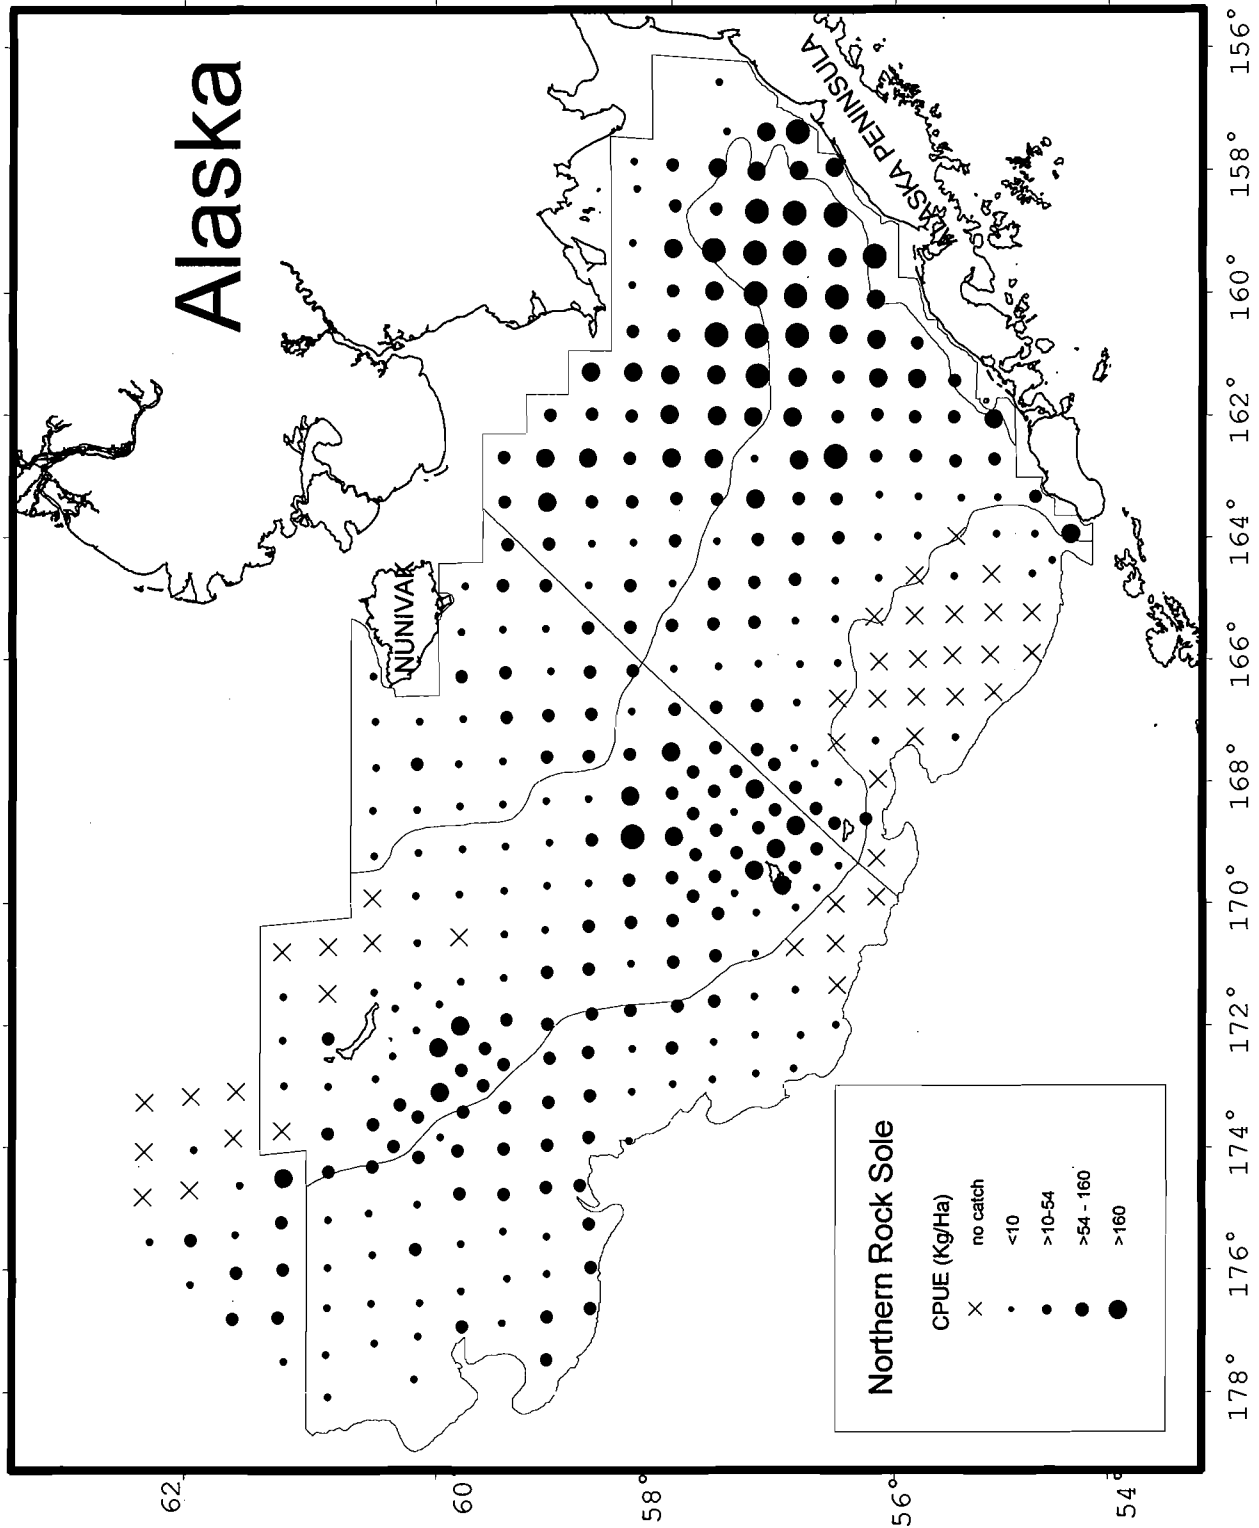 Alaska
NUNIVAK
ALASKA PENINSULA
Northern Rock Sole
CPUE (Kg/Ha)
no catch
<10
>10-54
>54 - 160
>160
62
60°
58°
56°
54°
178°
176°
174°
172°
170°
168°
166°
164°
162°
160°
158°
156°